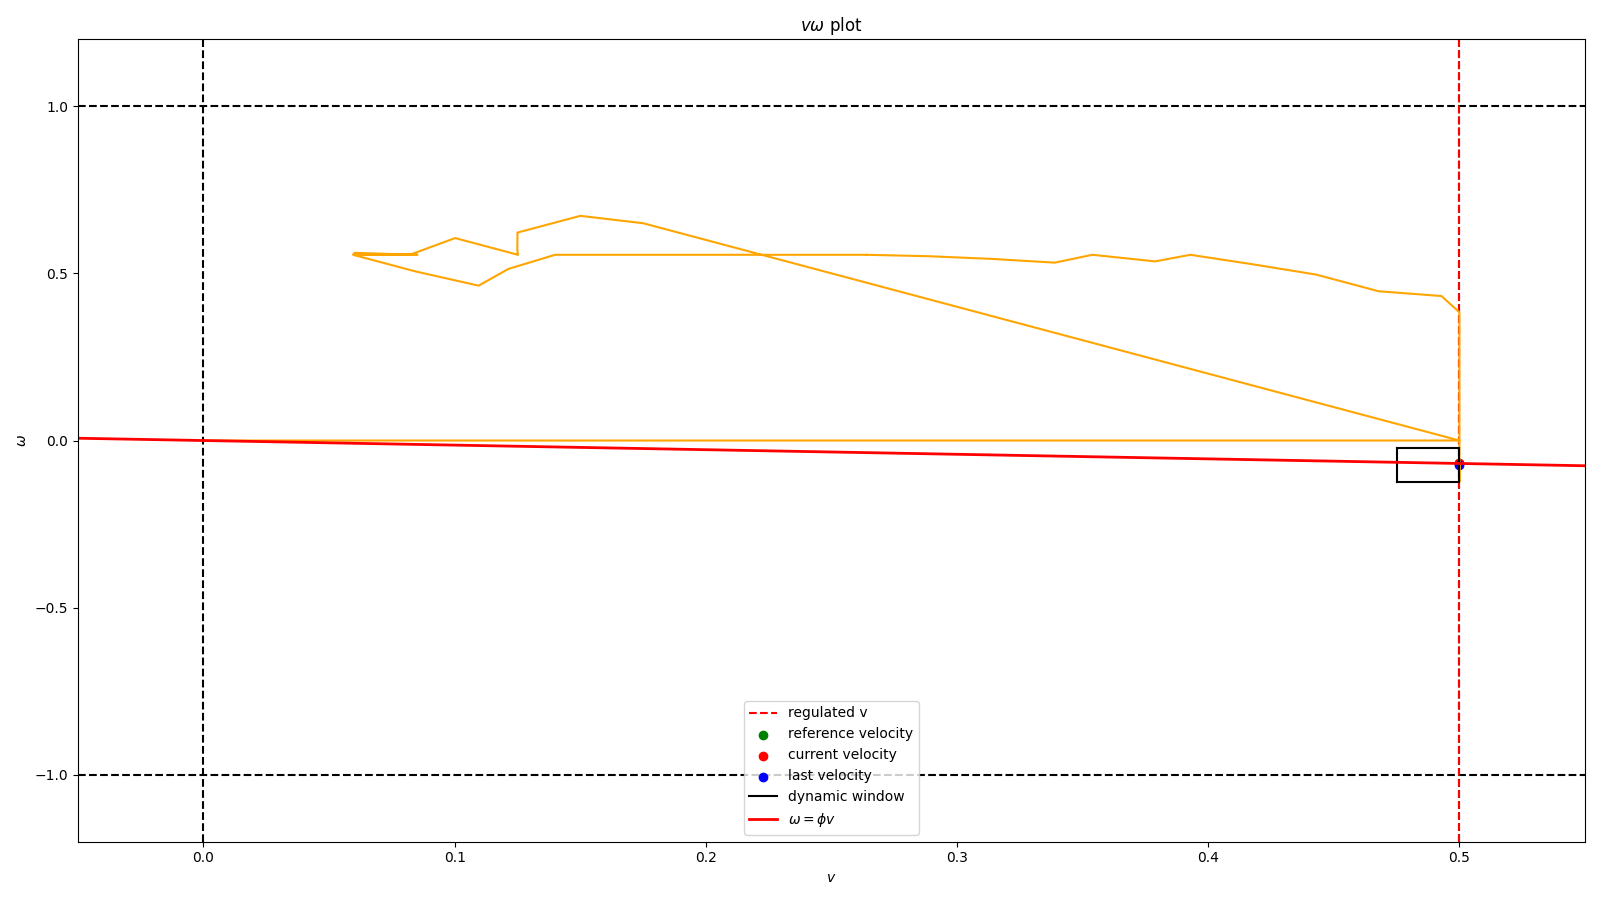 vω plot
1.0
0.5
0.0
−0.5
−1.0
ω
0.0 0.1 0.2 0.3 0.4 0.5
v
regulated v
reference velocity
current velocity
last velocity
dynamic window
ω = ϕv